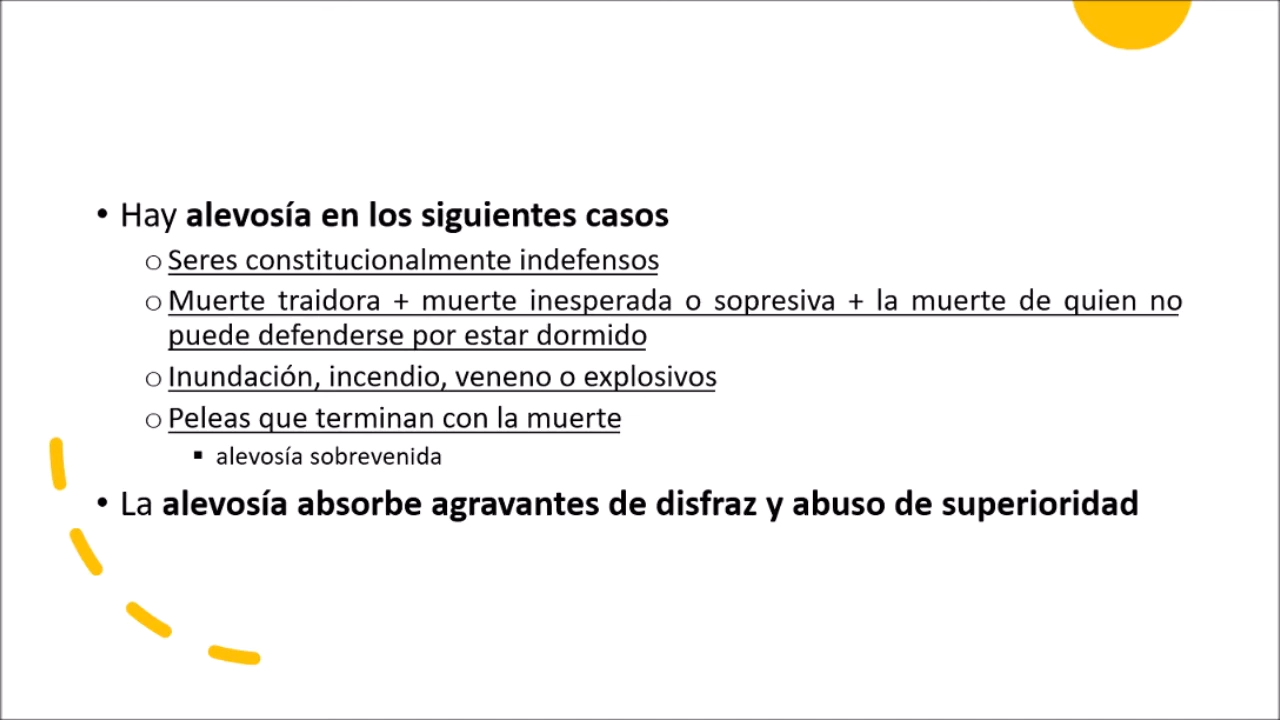 • Hay alevosía en los siguientes casos
○ Seres constitucionalmente indefensos
○ Muerte traidora + muerte inesperada o sopresiva + la muerte de quien no
puede defenderse por estar dormido
○ Inundación, incendio, veneno o explosivos
○ Peleas que terminan con la muerte
▪ alevosía sobrevenida
• La alevosía absorbe agravantes de disfraz y abuso de superioridad